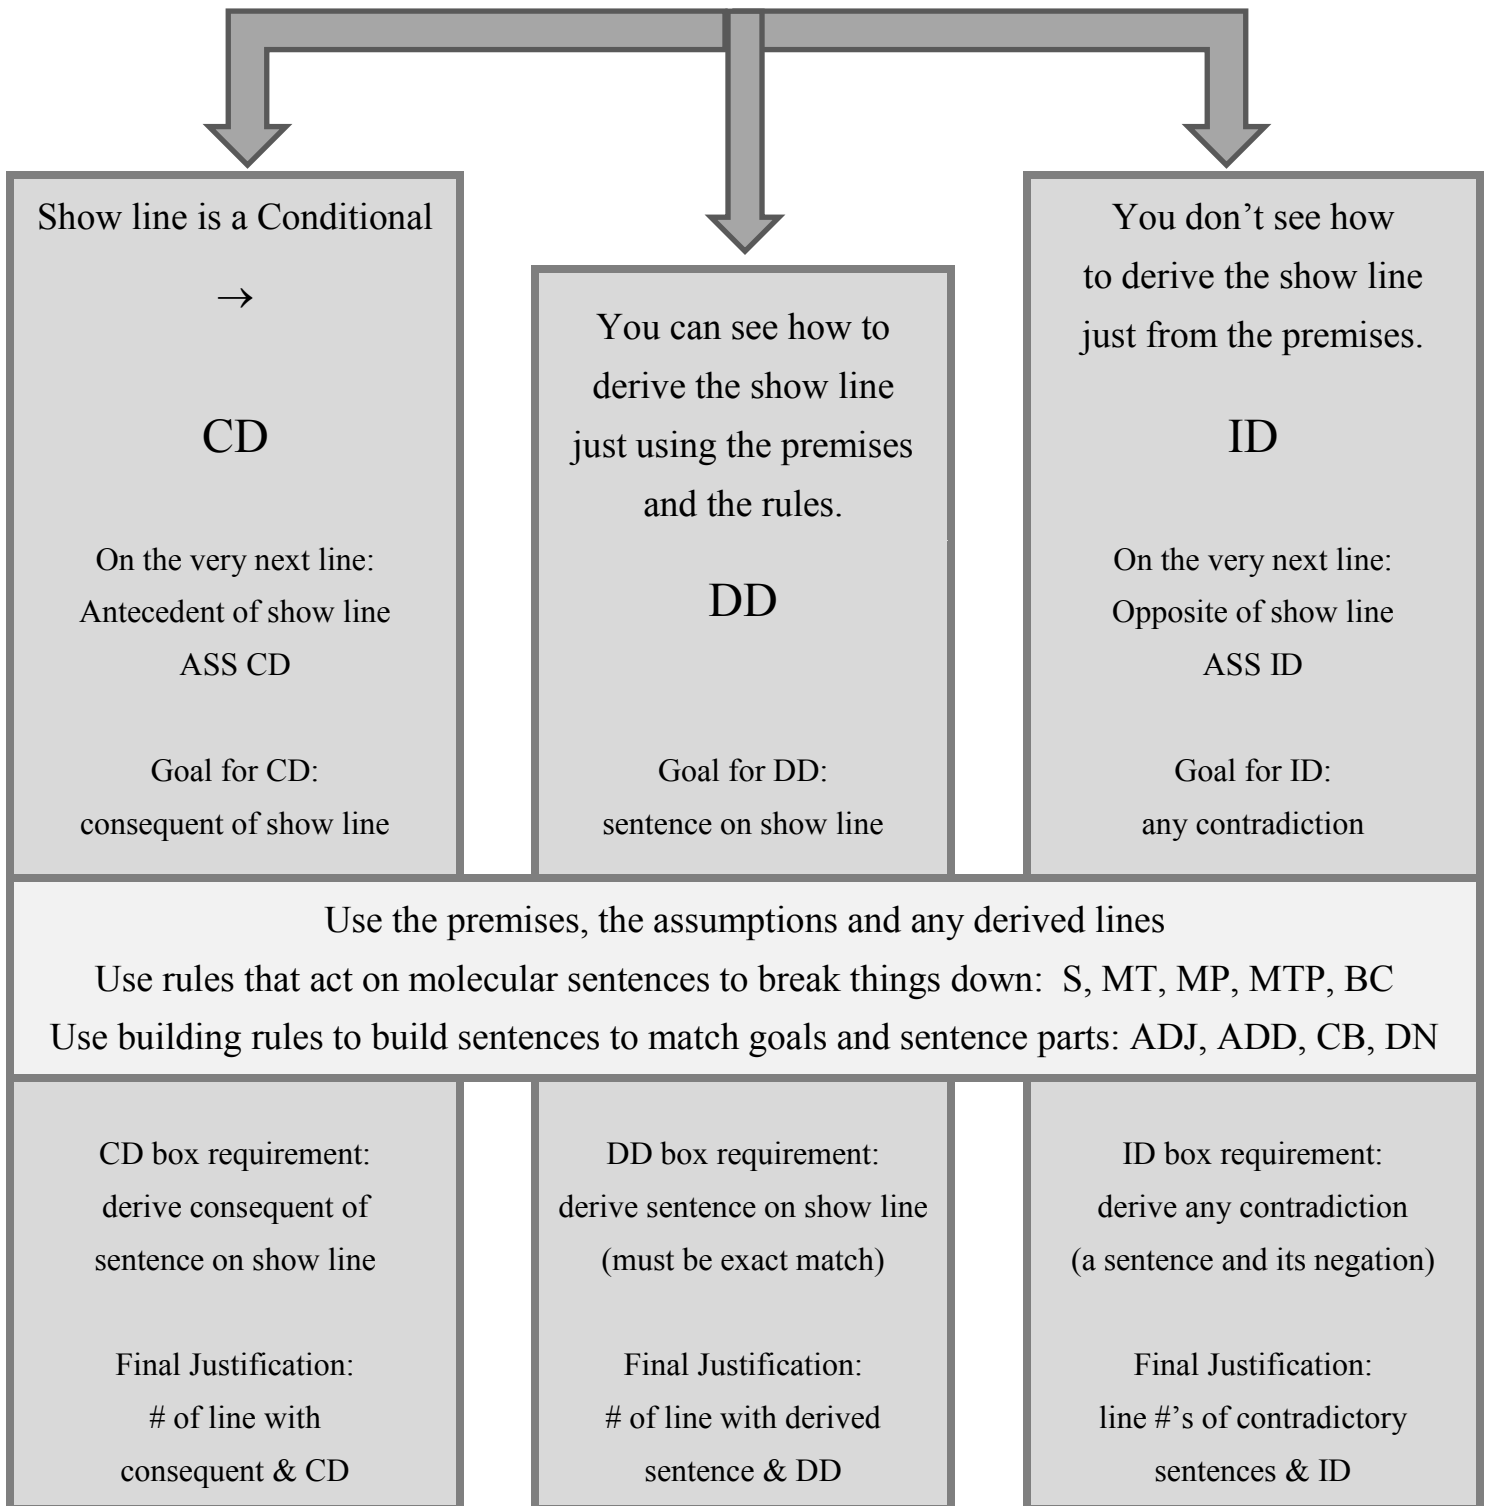 Show line is a Conditional
→
CD
On the very next line:
Antecedent of show line
ASS CD
Goal for CD:
consequent of show line
You can see how to
derive the show line
just using the premises
and the rules.
DD
Goal for DD:
sentence on show line
You don’t see how
to derive the show line
just from the premises.
ID
On the very next line:
Opposite of show line
ASS ID
Goal for ID:
any contradiction
Use the premises, the assumptions and any derived lines
Use rules that act on molecular sentences to break things down: S, MT, MP, MTP, BC
Use building rules to build sentences to match goals and sentence parts: ADJ, ADD, CB, DN
CD box requirement:
derive consequent of
sentence on show line
Final Justification:
# of line with
consequent & CD
DD box requirement:
derive sentence on show line
(must be exact match)
Final Justification:
# of line with derived
sentence & DD
ID box requirement:
derive any contradiction
(a sentence and its negation)
Final Justification:
line #’s of contradictory
sentences & ID